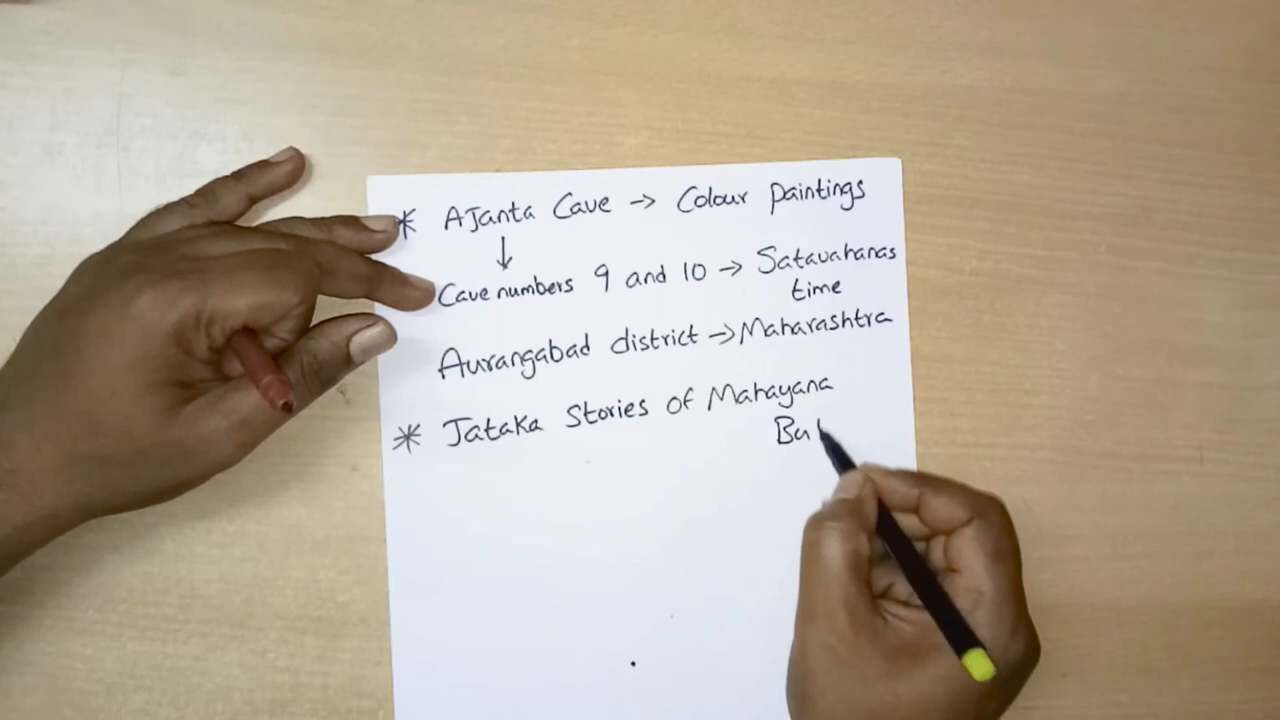 * AJanta Cave → Colour Paintings
↓
Cave numbers 9 and 10 → Satavahanas
time
Aurangabad district → Maharashtra
* Jataka Stories of Mahayana